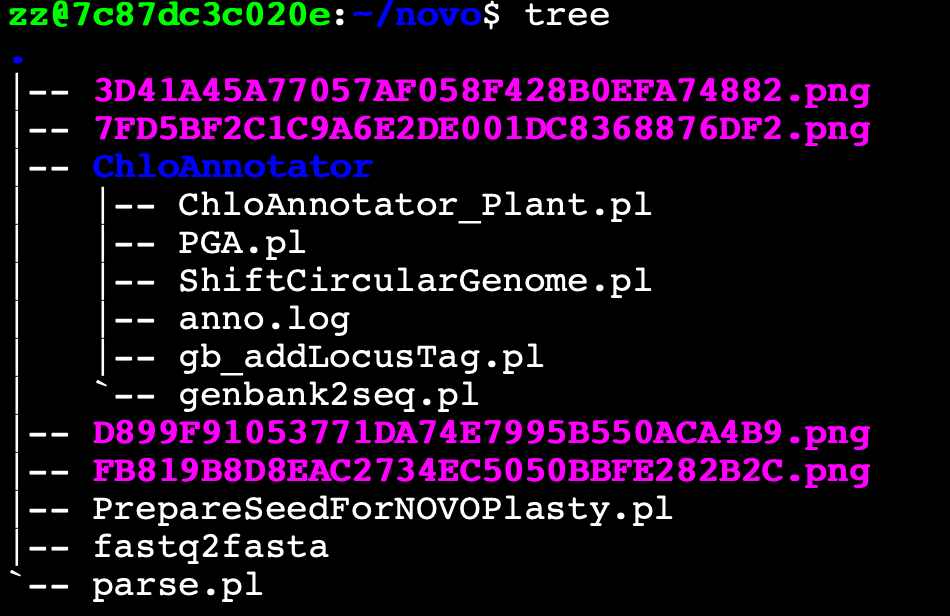 zz@7c87dc3c020e:~/novo$ tree
.
|-- 3D41A45A77057AF058F428B0EFA74882.png
|-- 7FD5BF2C1C9A6E2DE001DC8368876DF2.png
|-- ChloAnnotator
|   |-- ChloAnnotator_Plant.pl
|   |-- PGA.pl
|   |-- ShiftCircularGenome.pl
|   |-- anno.log
|   |-- gb_addLocusTag.pl
|   `-- genbank2seq.pl
|-- D899F91053771DA74E7995B550ACA4B9.png
|-- FB819B8D8EAC2734EC5050BBFE282B2C.png
|-- PrepareSeedForNOVOPlasty.pl
|-- fastq2fasta
`-- parse.pl